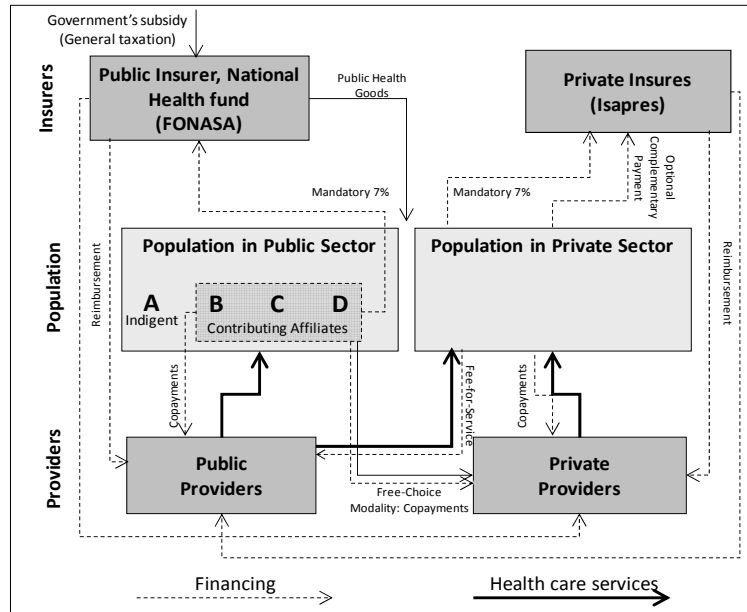 Government's subsidy
(General taxation)
Insurers
Public Insurer, National
Health fund
(FONASA)
Public Health
Goods
Private Insures
(Isapres)
Mandatory 7%
Mandatory 7%
Optional
Complementary
Payment
Population
Reimbursement
Population in Public Sector
Population in Private Sector
Reimbursement
A
B
C
D
Indigent
Contributing Affiliates
Copayments
Fee-for-Service
Copayments
Providers
Public
Providers
Private
Providers
Free-Choice
Modality: Copayments
Financing
Health care services